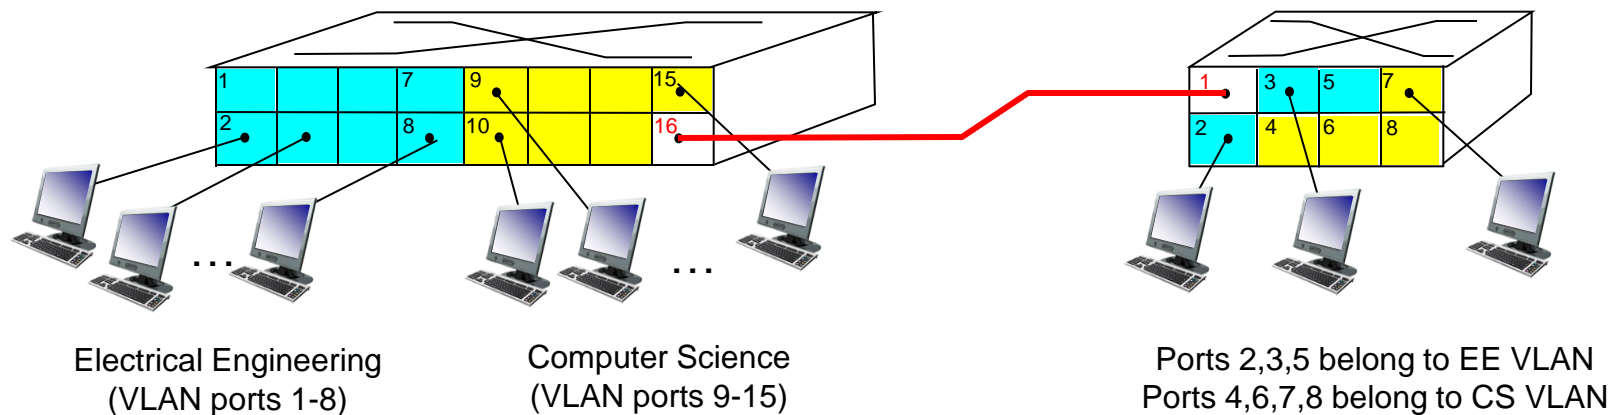 1 7 9 15
2 8 10 16
1 3 5 7
2 4 6 8
... ...
Electrical Engineering
(VLAN ports 1-8)
Computer Science
(VLAN ports 9-15)
Ports 2,3,5 belong to EE VLAN
Ports 4,6,7,8 belong to CS VLAN